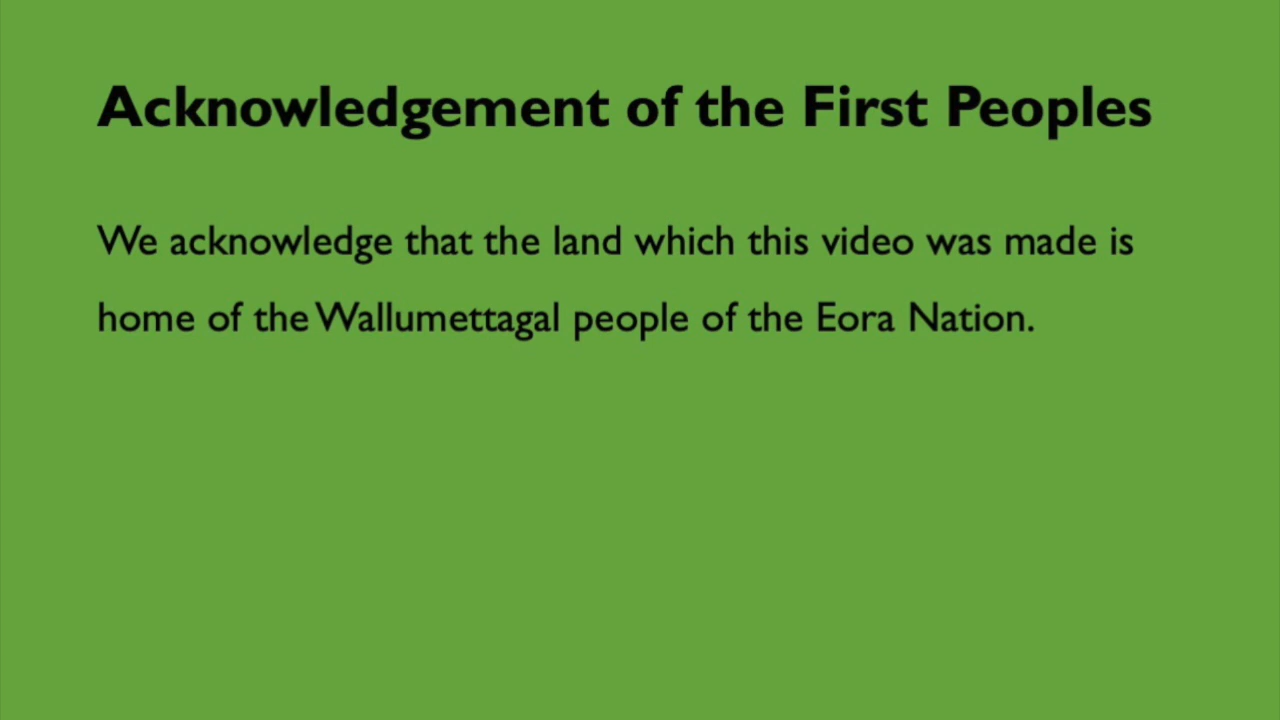 Acknowledgement of the First Peoples
We acknowledge that the land which this video was made is
home of the Wallumettagal people of the Eora Nation.